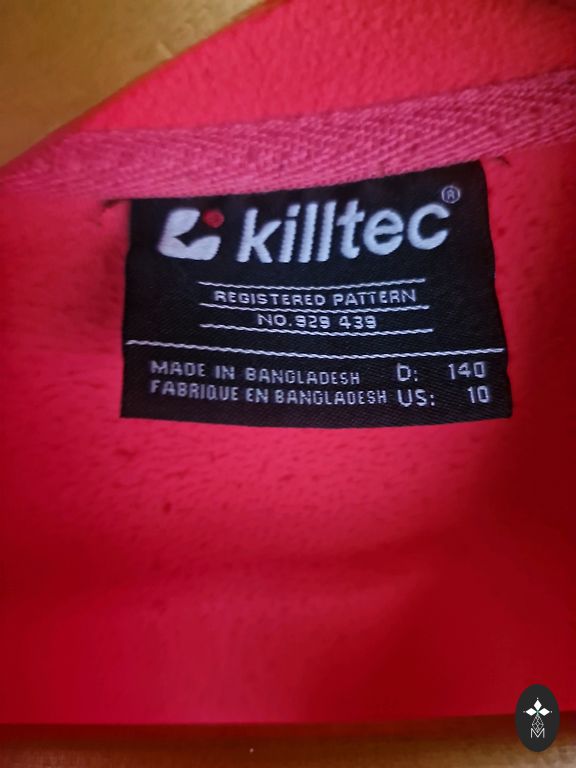 killtec®
REGISTERED PATTERN
NO. 929 439
MADE IN BANGLADESH D: 140
FABRIQUE EN BANGLADESH US: 10
M